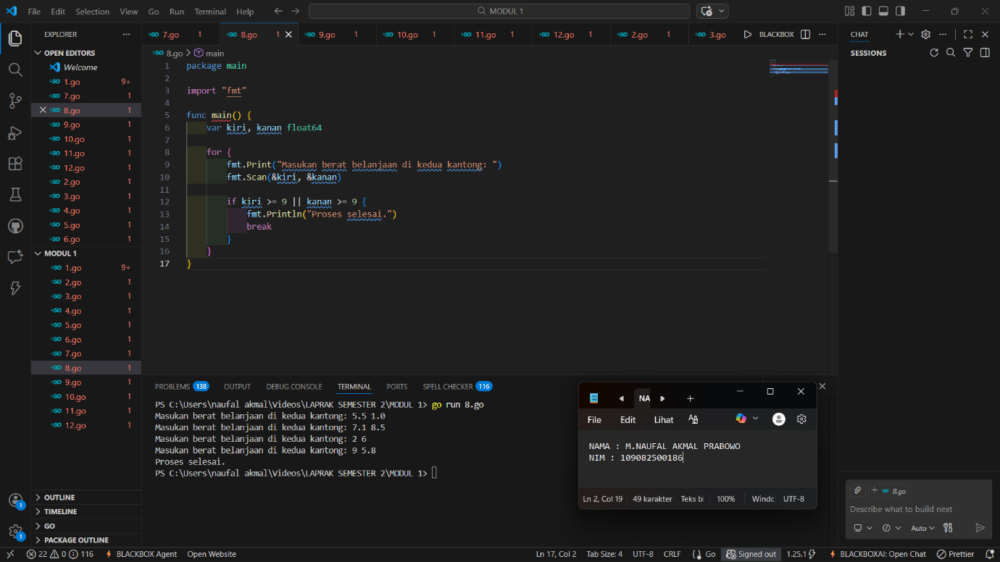 File Edit Selection View Go Run Terminal Help
MODUL 1
EXPLORER
OPEN EDITORS
Welcome
1.go 9+
7.go 1
8.go 1
9.go 1
10.go 1
11.go 1
12.go 1
2.go 1
3.go 1
4.go 1
5.go 1
6.go 1
MODUL 1
1.go 9+
2.go 1
3.go 1
4.go 1
5.go 1
6.go 1
7.go 1
8.go 1
9.go 1
10.go 1
11.go 1
12.go 1
OUTLINE
TIMELINE
GO
PACKAGE OUTLINE
7.go 1 8.go 1 9.go 1 10.go 1 11.go 1 12.go 1 2.go 1 3.go BLACKBOX
8.go > main
1 package main
2
3 import "fmt"
4
5 func main() {
6 var kiri, kanan float64
7
8 for {
9 fmt.Print("Masukan berat belanjaan di kedua kantong: ")
10 fmt.Scan(&kiri, &kanan)
11
12 if kiri >= 9 || kanan >= 9 {
13 fmt.Println("Proses selesai.")
14 break
15 }
16 }
17 }
PROBLEMS 138 OUTPUT DEBUG CONSOLE TERMINAL PORTS SPELL CHECKER 116
PS C:\Users\naufal akmal\Videos\LAPRAK SEMESTER 2\MODUL 1> go run 8.go
Masukan berat belanjaan di kedua kantong: 5.5 1.0
Masukan berat belanjaan di kedua kantong: 7.1 8.5
Masukan berat belanjaan di kedua kantong: 2 6
Masukan berat belanjaan di kedua kantong: 9 5.8
Proses selesai.
PS C:\Users\naufal akmal\Videos\LAPRAK SEMESTER 2\MODUL 1>
NA
File Edit Lihat
NAMA : M.NAUFAL AKMAL PRABOWO
NIM : 109082500186
Ln 2, Col 19 49 karakter Teks bi 100% Windc UTF-8
CHAT
SESSIONS
8.go
Describe what to build next
Auto
1
1
22 0 116 BLACKBOX Agent Open Website Ln 17, Col 2 Tab Size: 4 UTF-8 CRLF Go Signed out 1.25.1 BLACKBOXAI: Open Chat Prettier